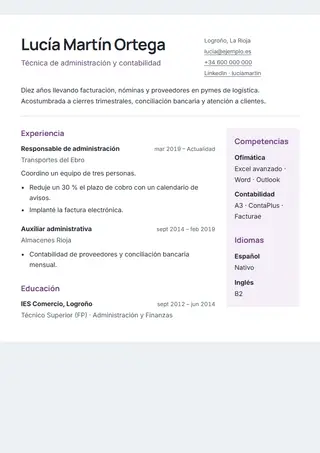 Lucía Martín Ortega
Técnica de administración y contabilidad
Logroño, La Rioja
lucia@ejemplo.es
+34 600 000 000
LinkedIn · luciamartin
Diez años llevando facturación, nóminas y proveedores en pymes de logística.
Acostumbrada a cierres trimestrales, conciliación bancaria y atención a clientes.
Experiencia
Responsable de administración
mar 2019 – Actualidad
Transportes del Ebro
Coordino un equipo de tres personas.
• Reduje un 30 % el plazo de cobro con un calendario de
avisos.
• Implanté la factura electrónica.
Auxiliar administrativa
sept 2014 – feb 2019
Almacenes Rioja
• Contabilidad de proveedores y conciliación bancaria
mensual.
Educación
IES Comercio, Logroño
sept 2012 – jun 2014
Técnico Superior (FP) · Administración y Finanzas
Competencias
Ofimática
Excel avanzado ·
Word · Outlook
Contabilidad
A3 · ContaPlus ·
Facturae
Idiomas
Español
Nativo
Inglés
B2